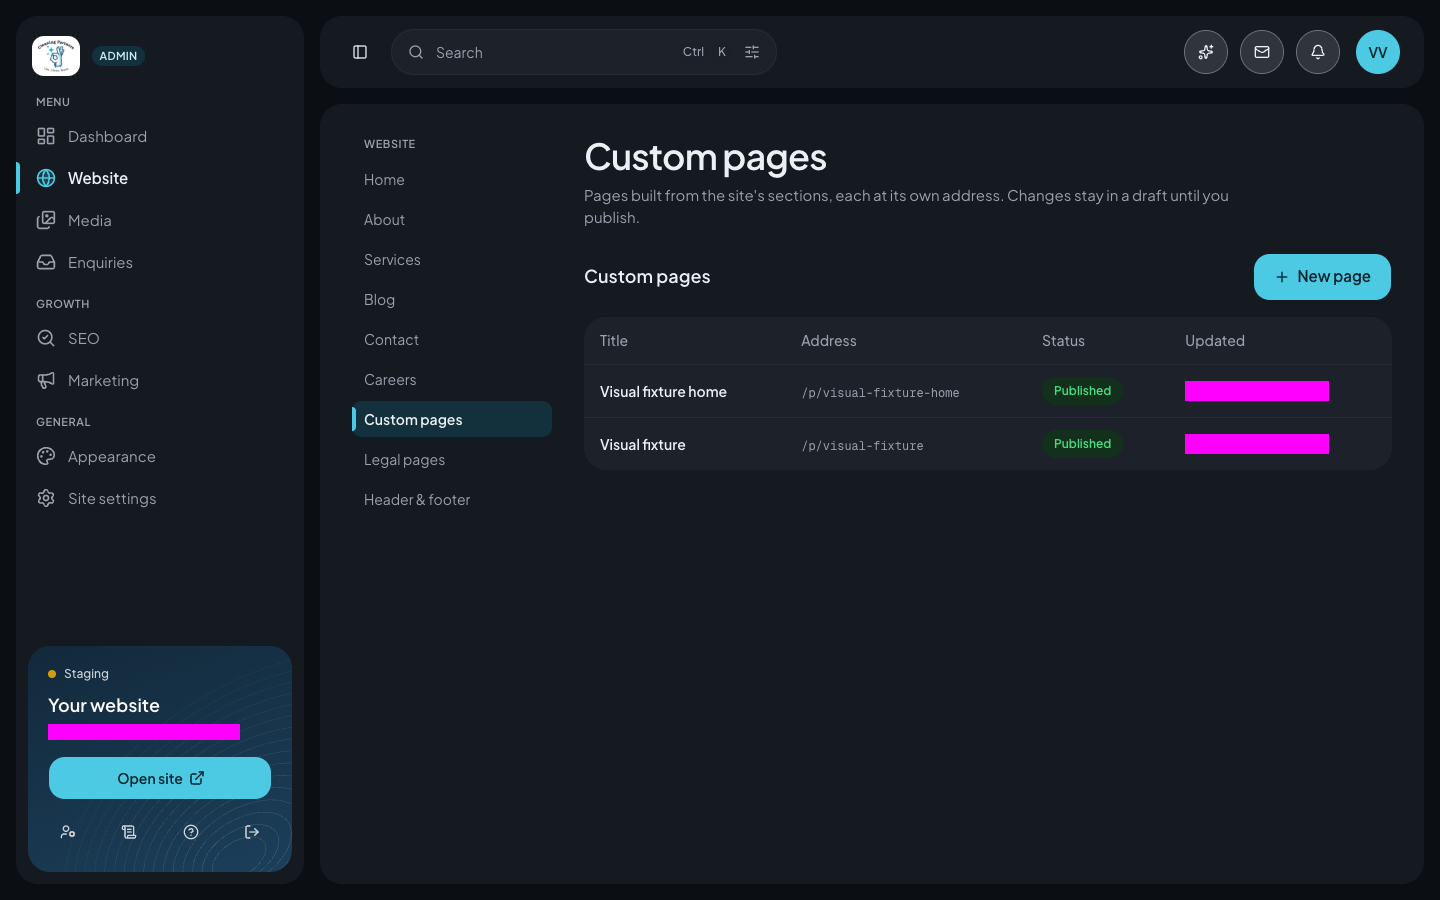 Cleaning Partners
ADMIN
MENU
Dashboard
Website
Media
Enquiries
GROWTH
SEO
Marketing
GENERAL
Appearance
Site settings
Staging
Your website
Open site
Search
Ctrl K
VV
WEBSITE
Home
About
Services
Blog
Contact
Careers
Custom pages
Legal pages
Header & footer
Custom pages
Pages built from the site's sections, each at its own address. Changes stay in a draft until you
publish.
Custom pages
New page
Title Address Status Updated
Visual fixture home /p/visual-fixture-home Published
Visual fixture /p/visual-fixture Published